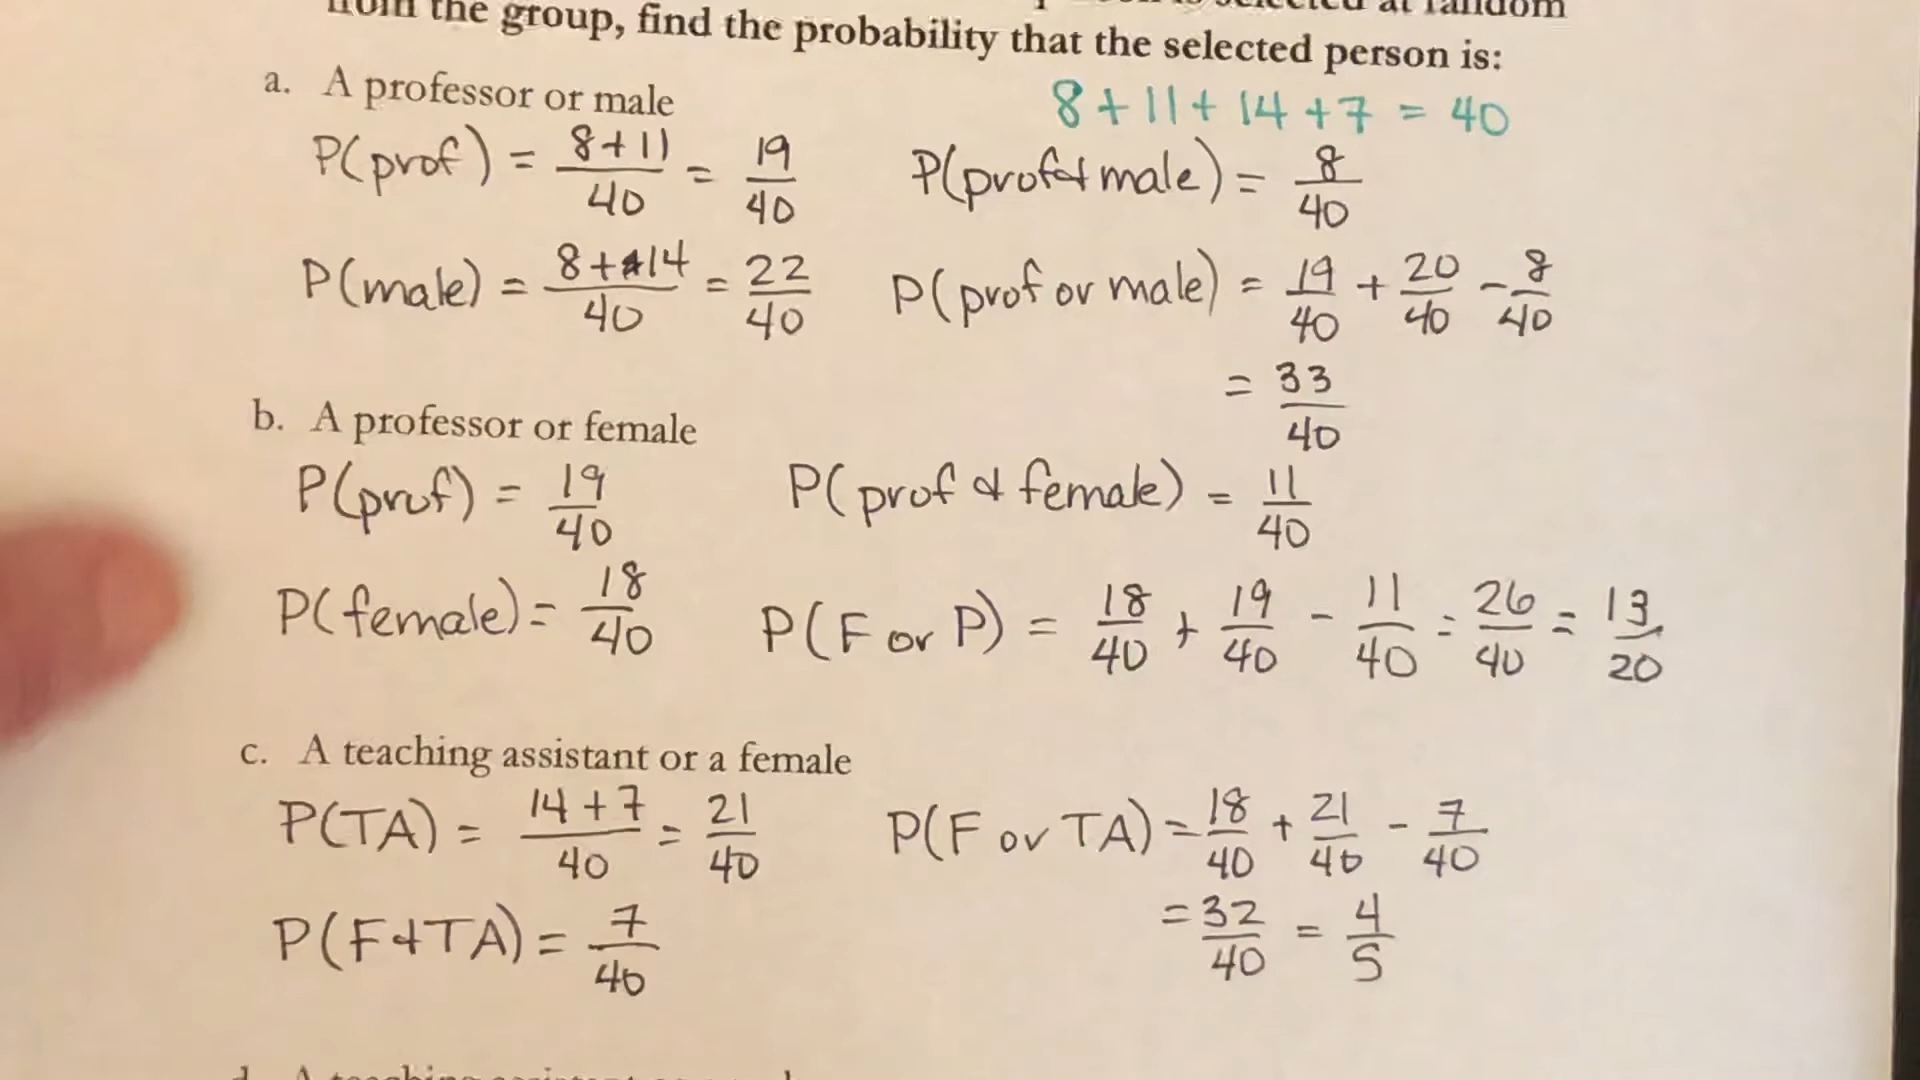 from the group, find the probability that the selected person is:
a. A professor or male
8 + 11 + 14 + 7 = 40
P(prof) = 8+11/40 = 19/40
P(prof & male) = 8/40
P(male) = 8+14/40 = 22/40
P(prof or male) = 19/40 + 20/40 - 8/40
= 33/40
b. A professor or female
P(prof) = 19/40
P(prof & female) = 11/40
P(female) = 18/40
P(F or P) = 18/40 + 19/40 - 11/40 = 26/40 = 13/20
c. A teaching assistant or a female
P(TA) = 14+7/40 = 21/40
P(F or TA) = 18/40 + 21/40 - 7/40
P(F & TA) = 7/40
= 32/40 = 4/5